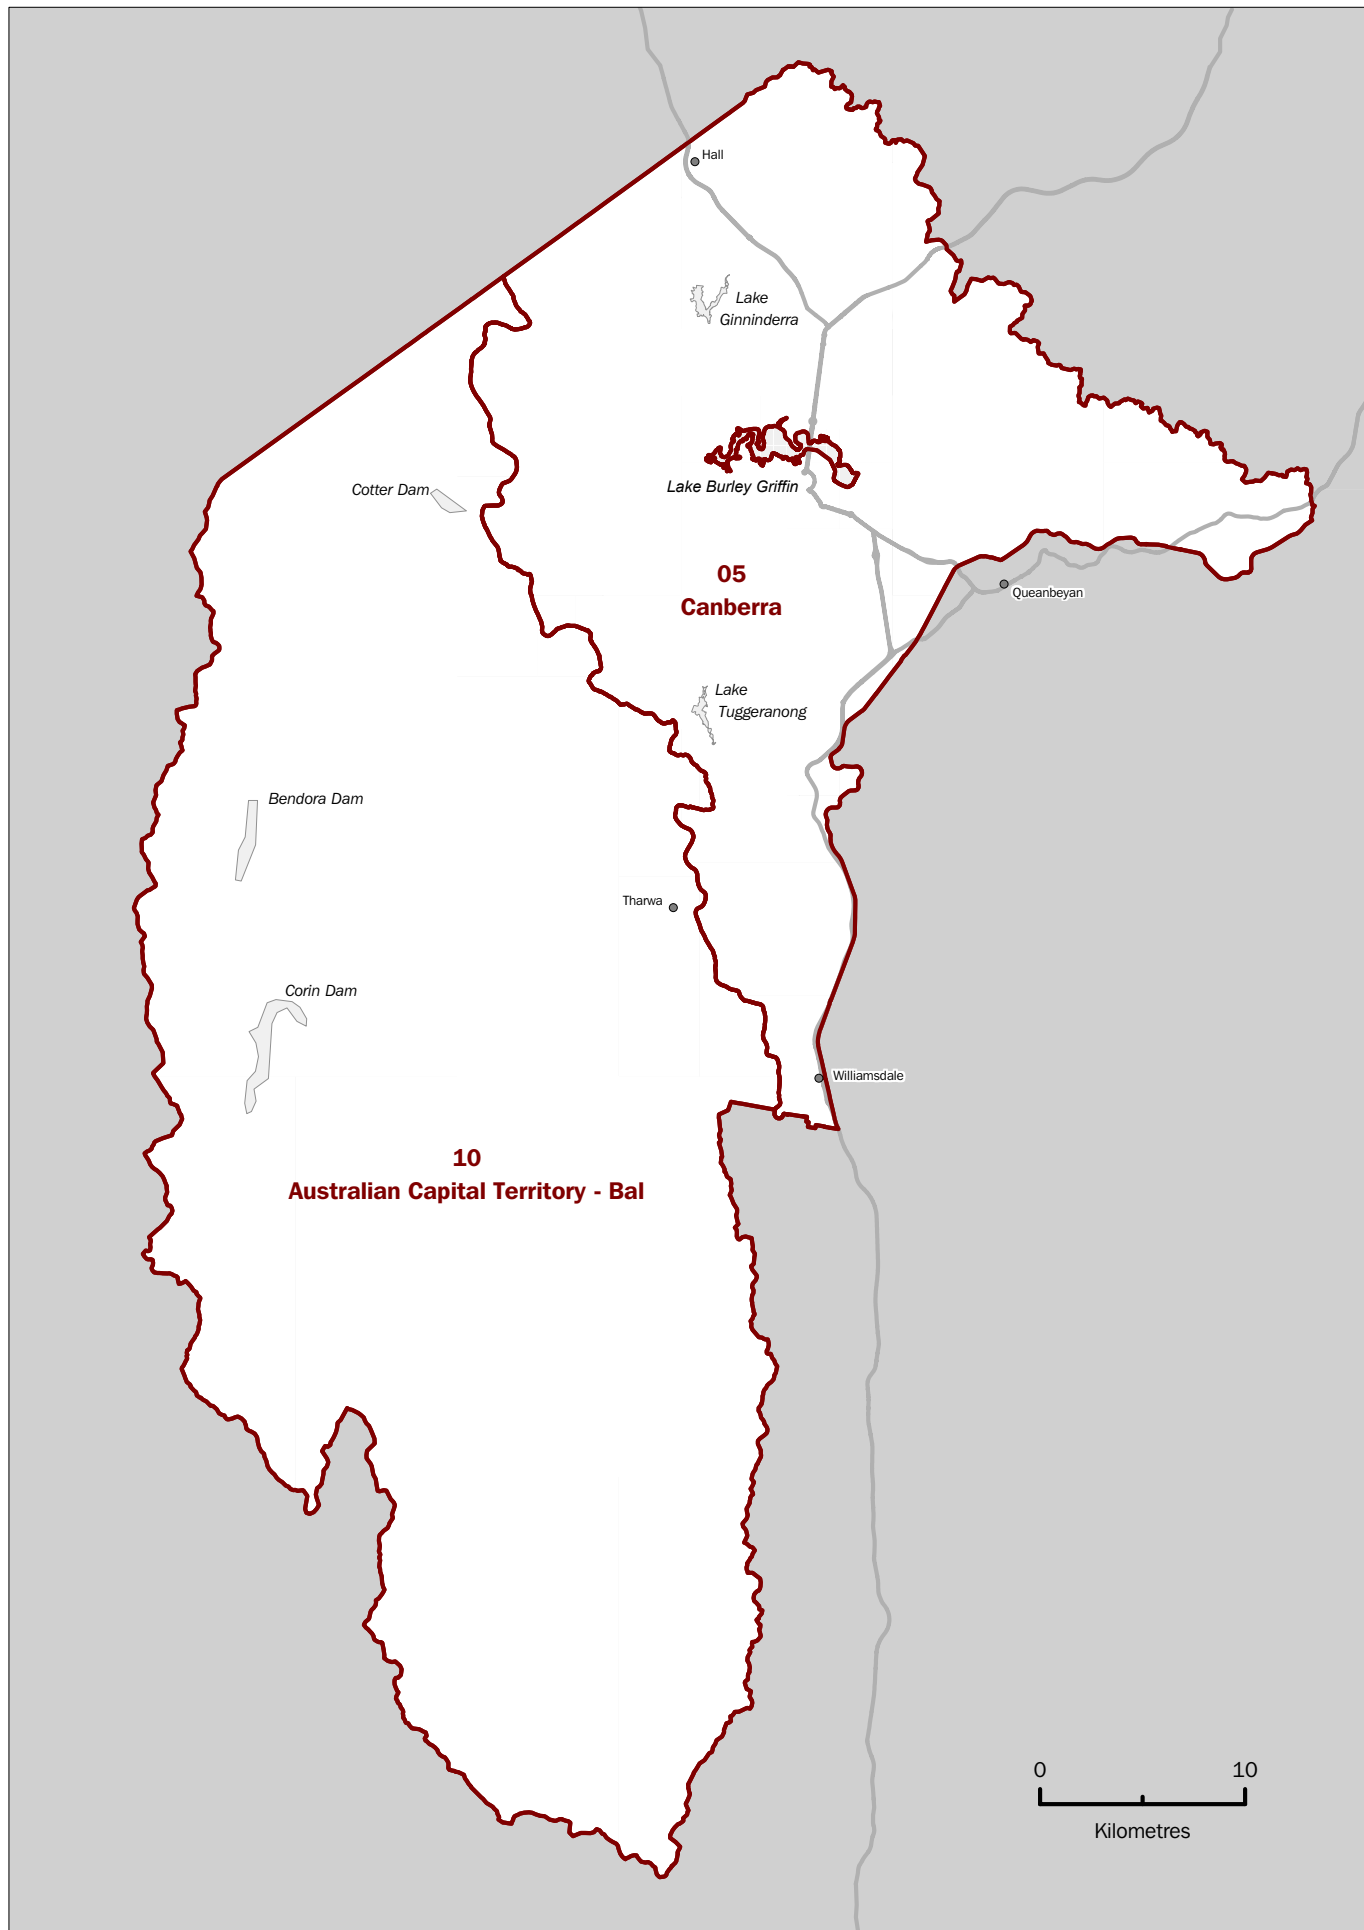 Hall
Lake
Ginninderra
Cotter Dam
Lake Burley Griffin
05
Canberra
Queanbeyan
Lake
Tuggeranong
Bendora Dam
Tharwa
Corin Dam
Williamsdale
10
Australian Capital Territory - Bal
0 10
Kilometres